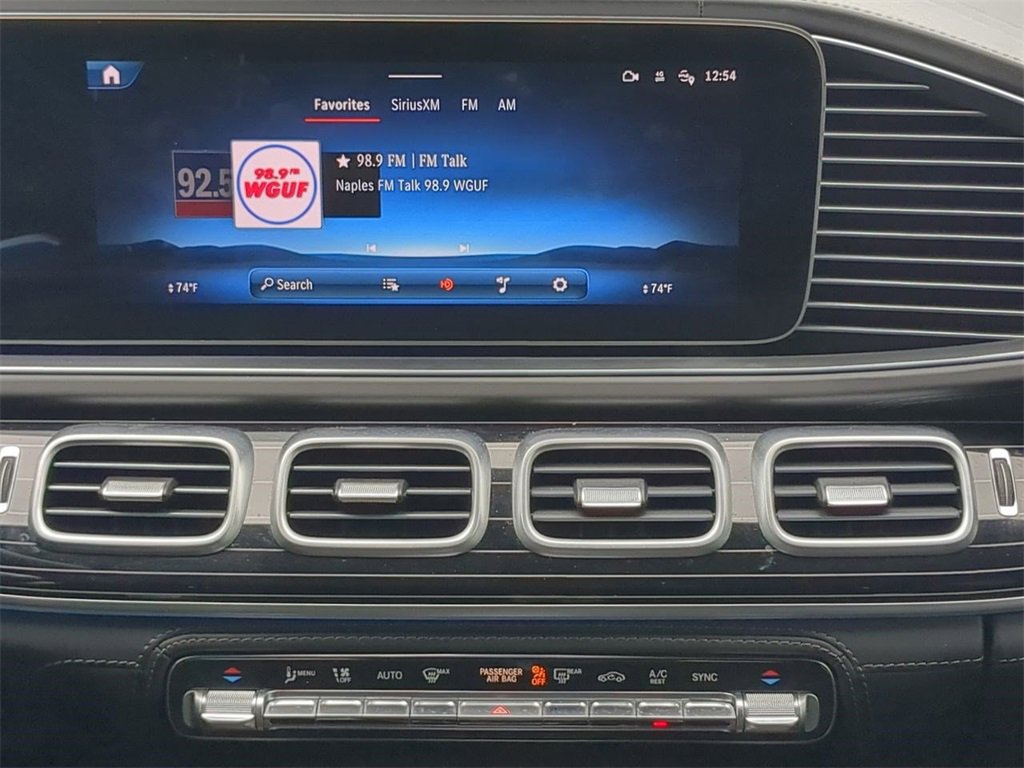 4G
12:54
Favorites SiriusXM FM AM
92.5
98.9 FM
WGUF
98.9 FM | FM Talk
Naples FM Talk 98.9 WGUF
74°F
Search
74°F
MENU
OFF
AUTO
MAX
PASSENGER
AIR BAG
OFF
REAR
A/C
REST
SYNC